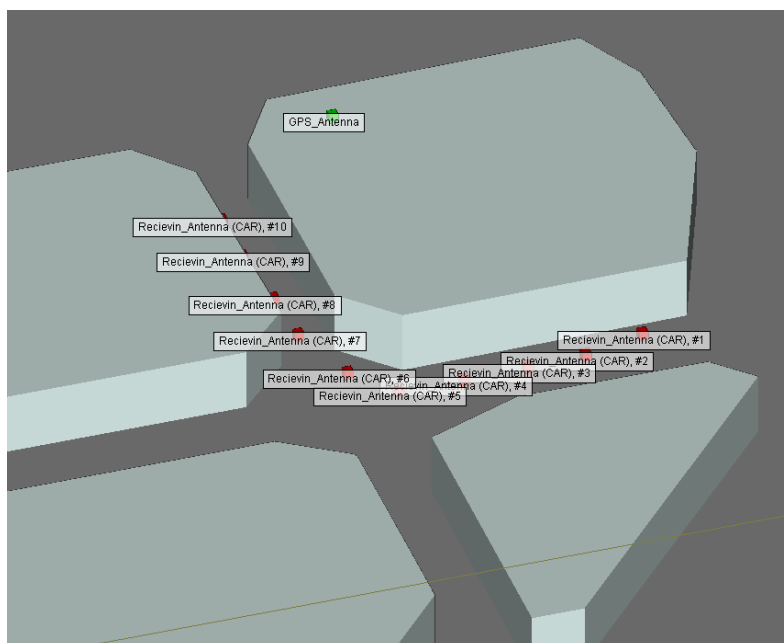 GPS_Antenna
Recievin_Antenna (CAR), #10
Recievin_Antenna (CAR), #9
Recievin_Antenna (CAR), #8
Recievin_Antenna (CAR), #7
Recievin_Antenna (CAR), #1
Recievin_Antenna (CAR), #2
Recievin_Antenna (CAR), #3
Recievin_Antenna (CAR), #6
Recievin_Antenna (CAR), #4
Recievin_Antenna (CAR), #5